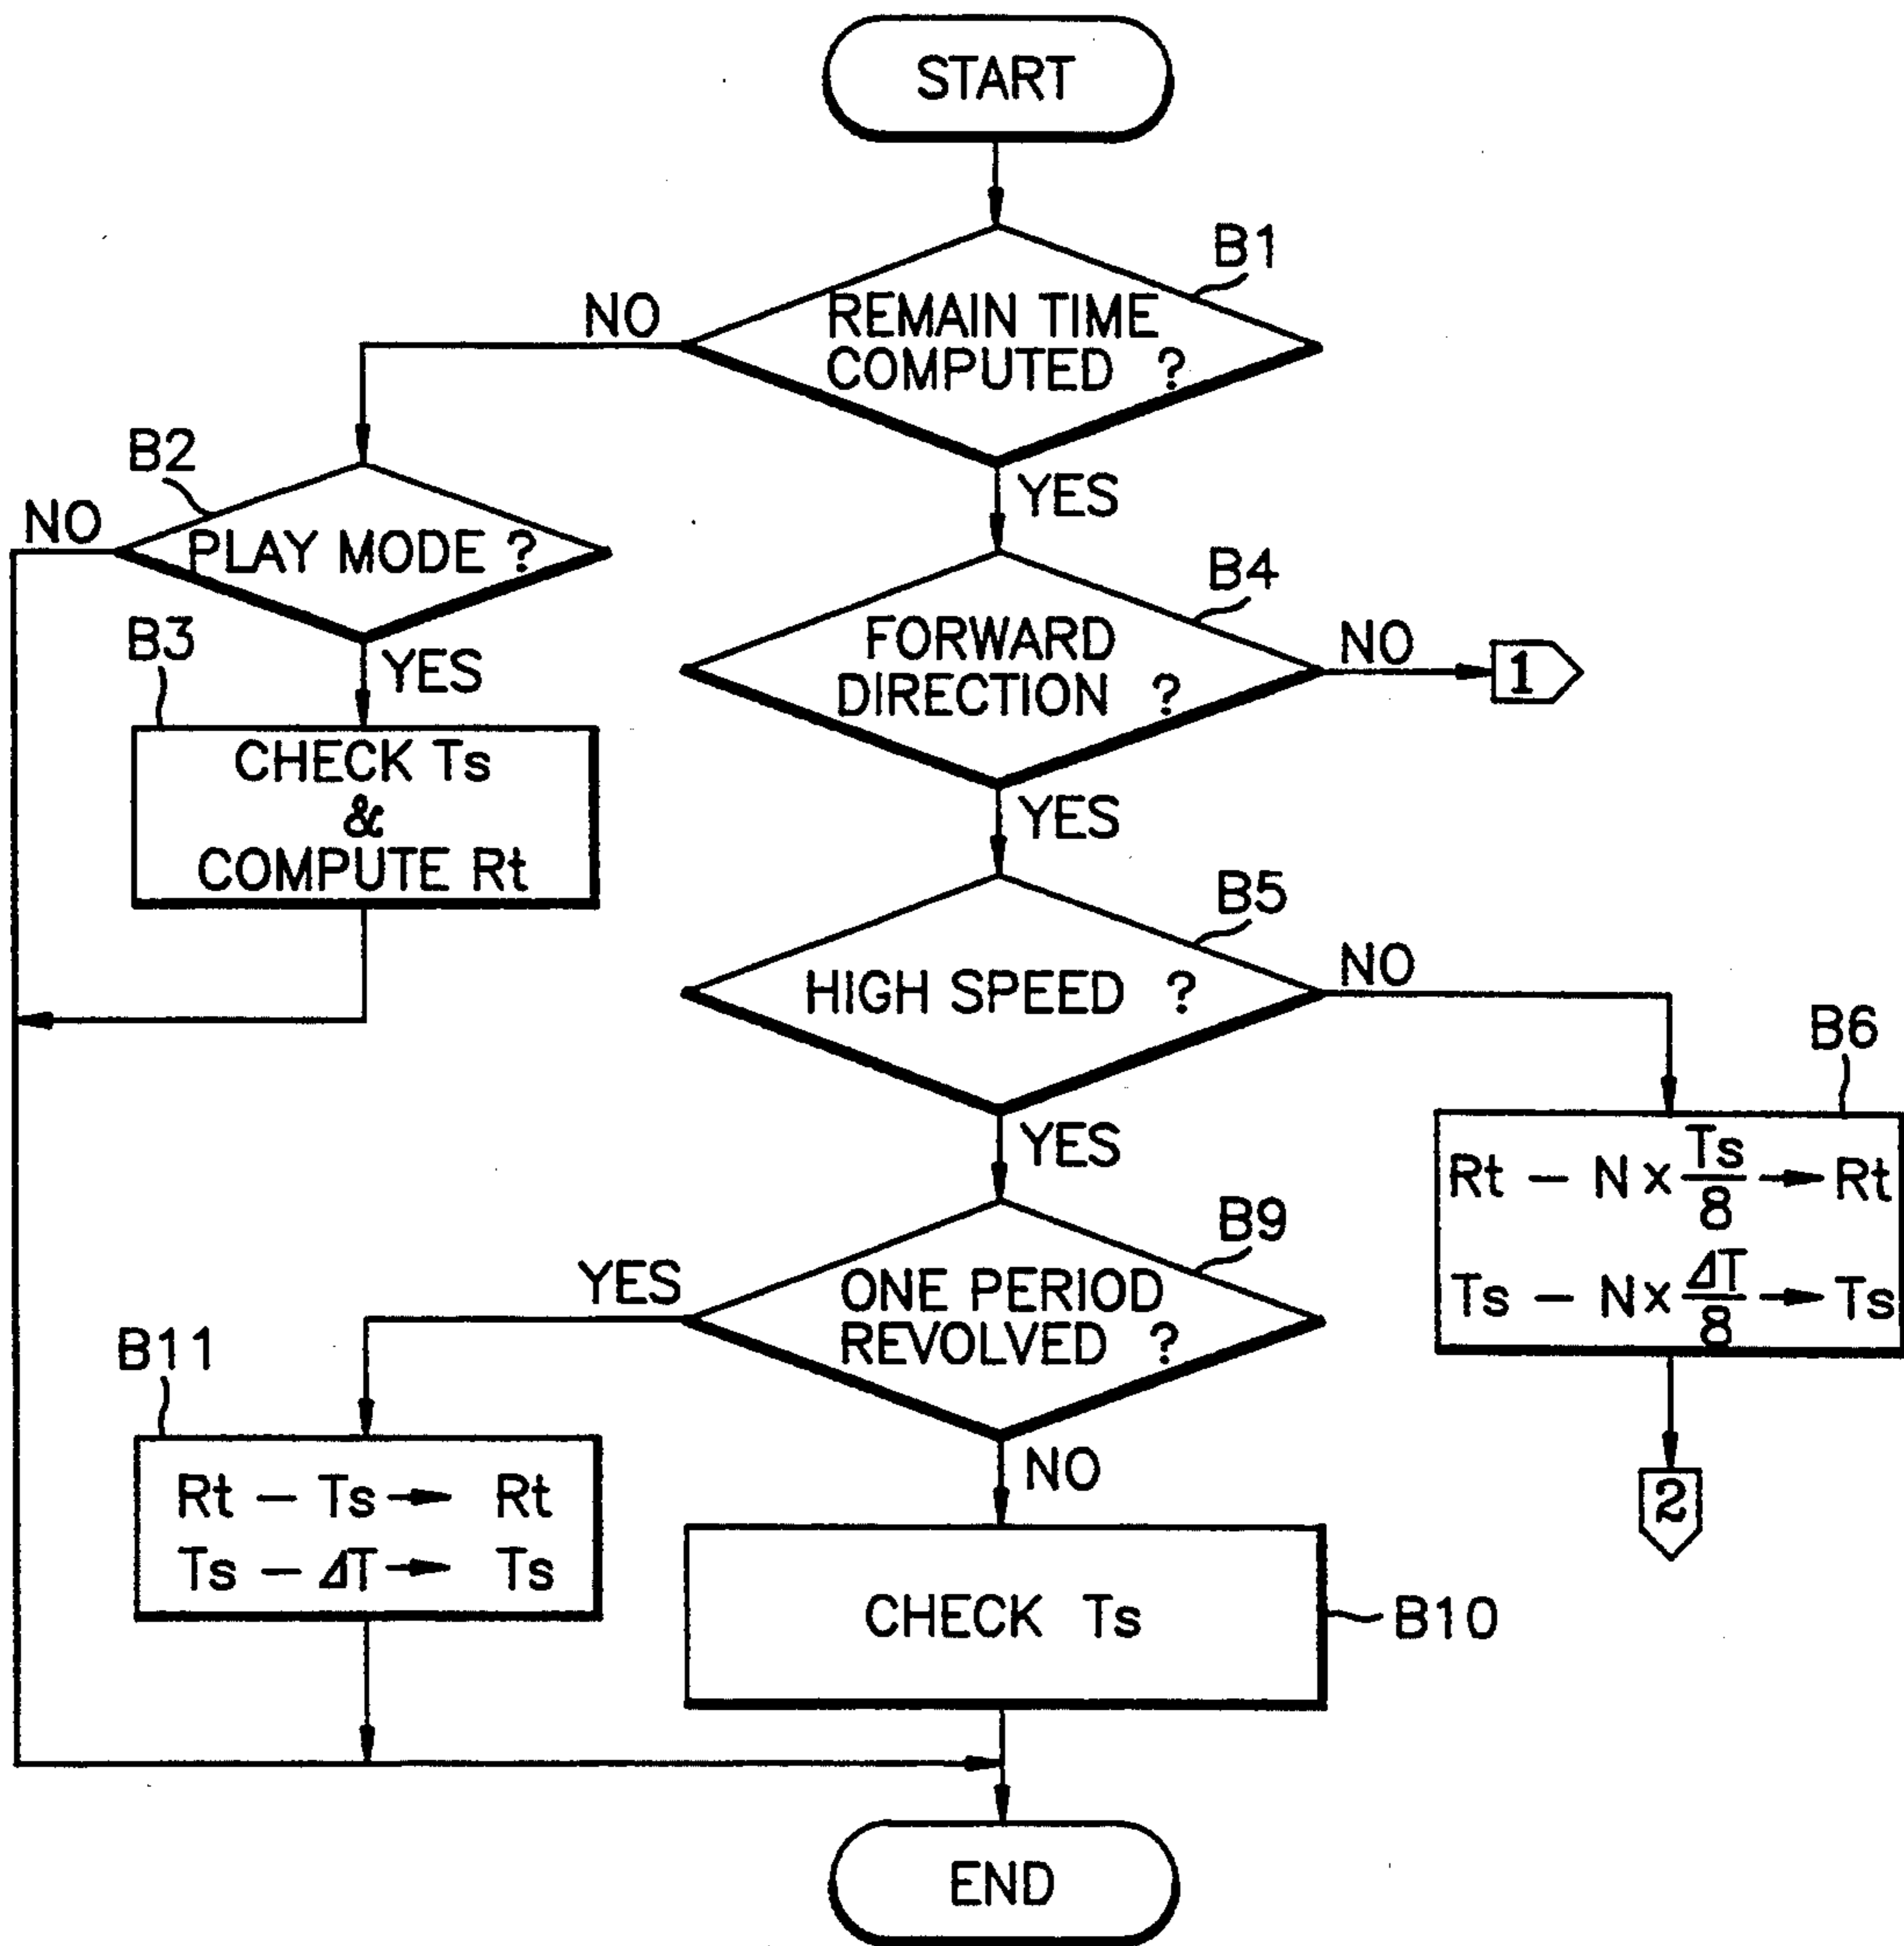 START
B1
NO
REMAIN TIME
COMPUTED ?
YES
B2
NO
PLAY MODE ?
YES
B3
CHECK Ts
&
COMPUTE Rt
B4
FORWARD
DIRECTION ?
NO
1
YES
B5
HIGH SPEED ?
NO
YES
B6
Rt - N × Ts/8 → Rt
Ts - N × ΔT/8 → Ts
2
B9
YES
ONE PERIOD
REVOLVED ?
NO
B11
Rt - Ts → Rt
Ts - ΔT → Ts
CHECK Ts
B10
END